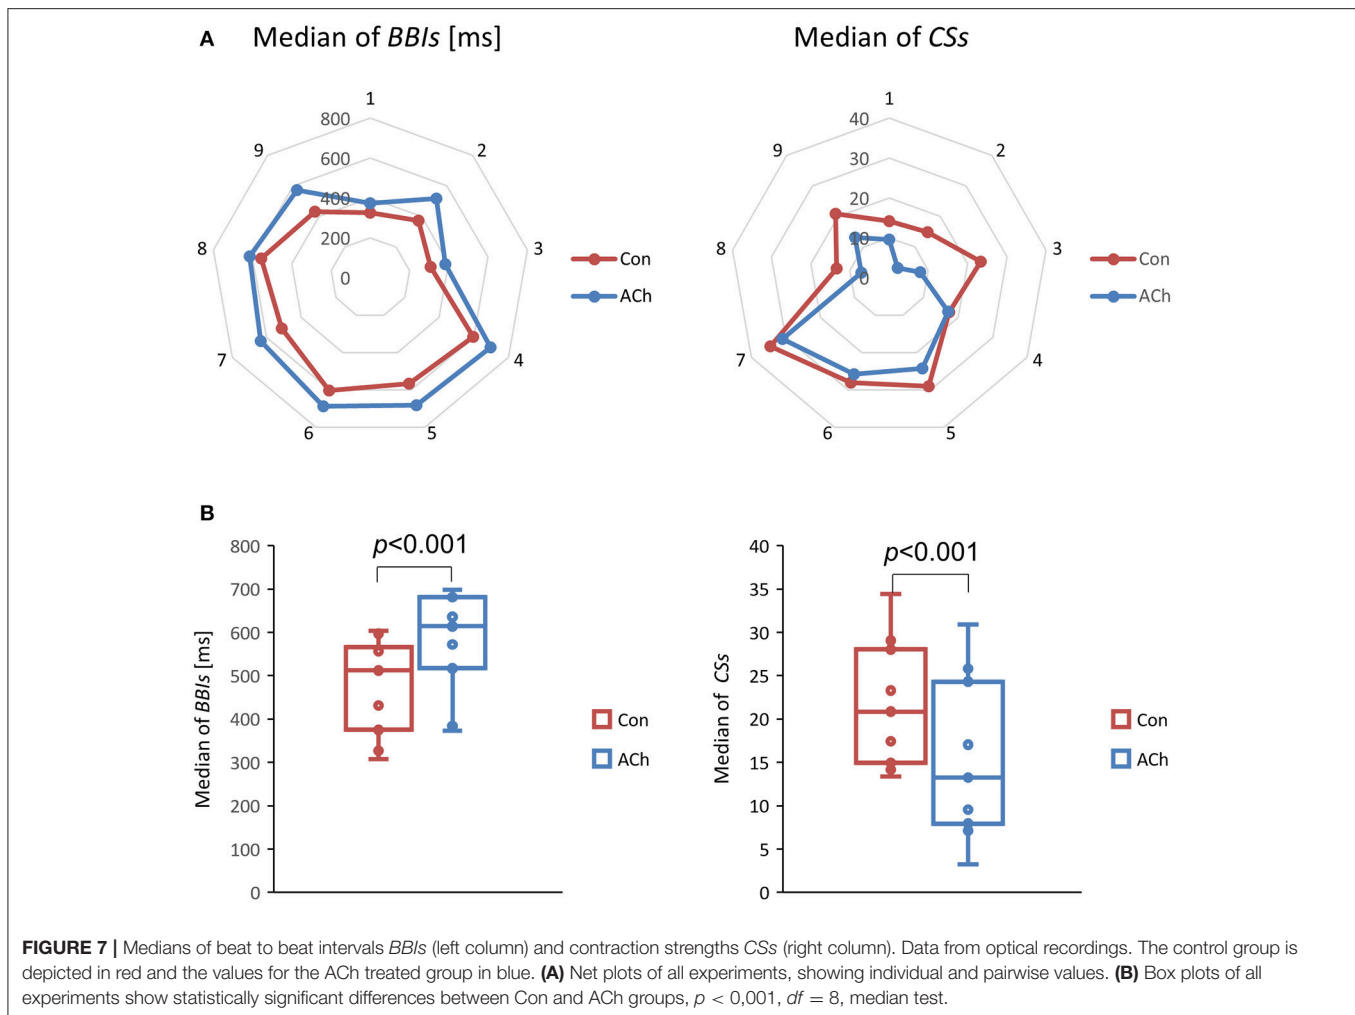 A Median of BBIs [ms] Median of CSs
1
800
600
400
200
0
2
3
4
5
6
7
8
9
Con
ACh
1
40
30
20
10
0
2
3
4
5
6
7
8
9
Con
ACh
B
p<0.001
800
700
600
500
400
300
200
100
0
Median of BBIs [ms]
Con
ACh
p<0.001
40
35
30
25
20
15
10
5
0
Median of CSs
Con
ACh
FIGURE 7 | Medians of beat to beat intervals BBIs (left column) and contraction strengths CSs (right column). Data from optical recordings. The control group is
depicted in red and the values for the ACh treated group in blue. (A) Net plots of all experiments, showing individual and pairwise values. (B) Box plots of all
experiments show statistically significant differences between Con and ACh groups, p < 0,001, df = 8, median test.